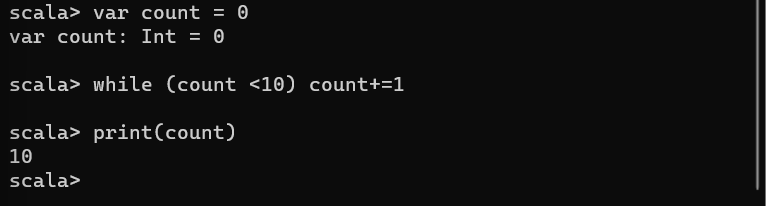 scala> var count = 0
var count: Int = 0
scala> while (count <10) count+=1
scala> print(count)
10
scala>